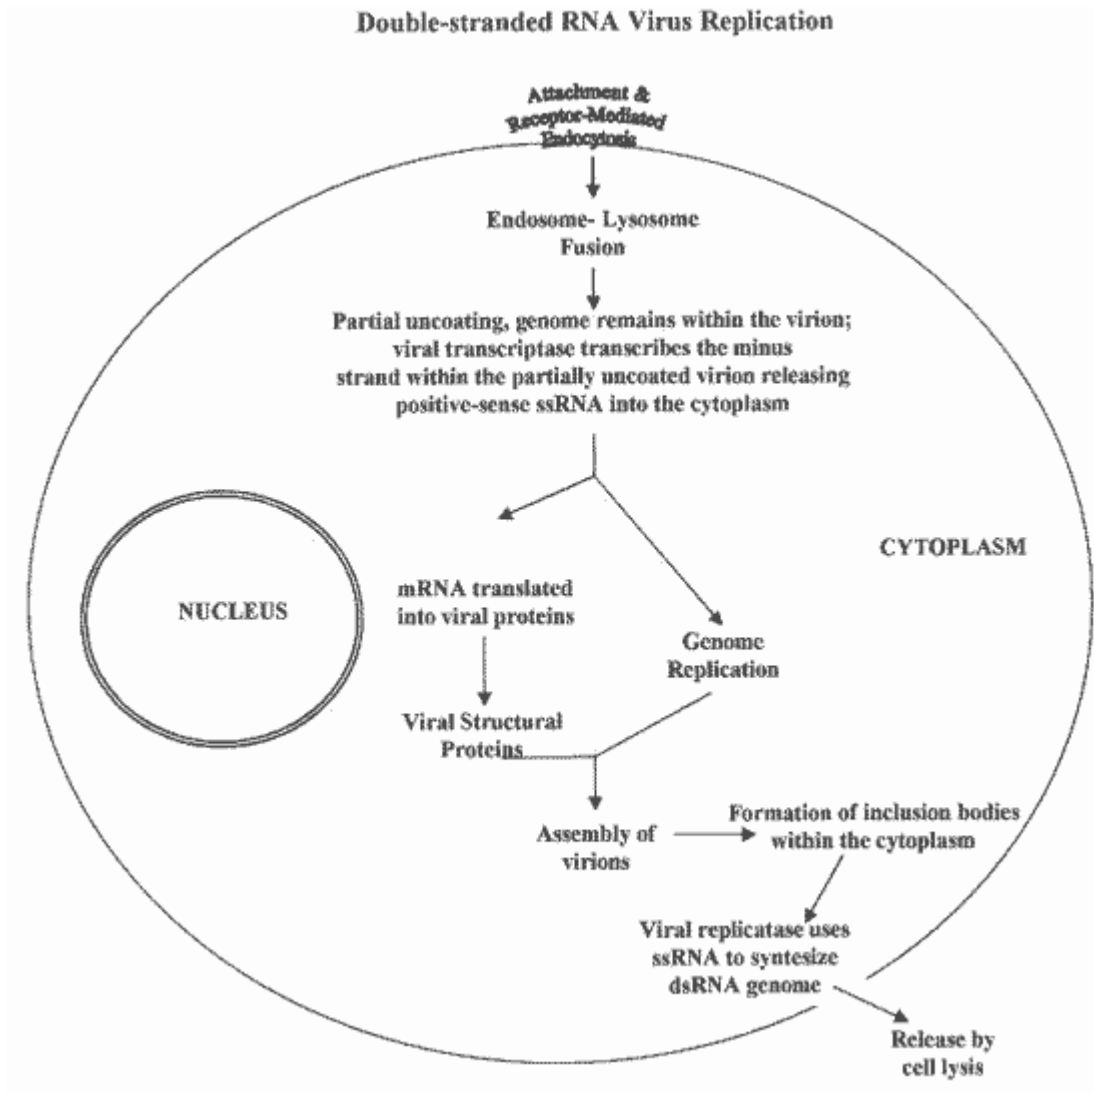 Double-stranded RNA Virus Replication
Attachment &
Receptor-Mediated
Endocytosis
Endosome- Lysosome
Fusion
Partial uncoating, genome remains within the virion;
viral transcriptase transcribes the minus
strand within the partially uncoated virion releasing
positive-sense ssRNA into the cytoplasm
CYTOPLASM
NUCLEUS
mRNA translated
into viral proteins
Genome
Replication
Viral Structural
Proteins
Assembly of
virions
Formation of inclusion bodies
within the cytoplasm
Viral replicatase uses
ssRNA to syntesize
dsRNA genome
Release by
cell lysis